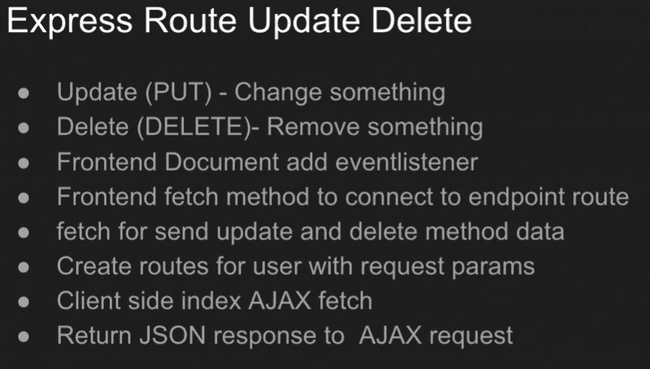 Express Route Update Delete
● Update (PUT) - Change something
● Delete (DELETE)- Remove something
● Frontend Document add eventlistener
● Frontend fetch method to connect to endpoint route
● fetch for send update and delete method data
● Create routes for user with request params
● Client side index AJAX fetch
● Return JSON response to  AJAX request